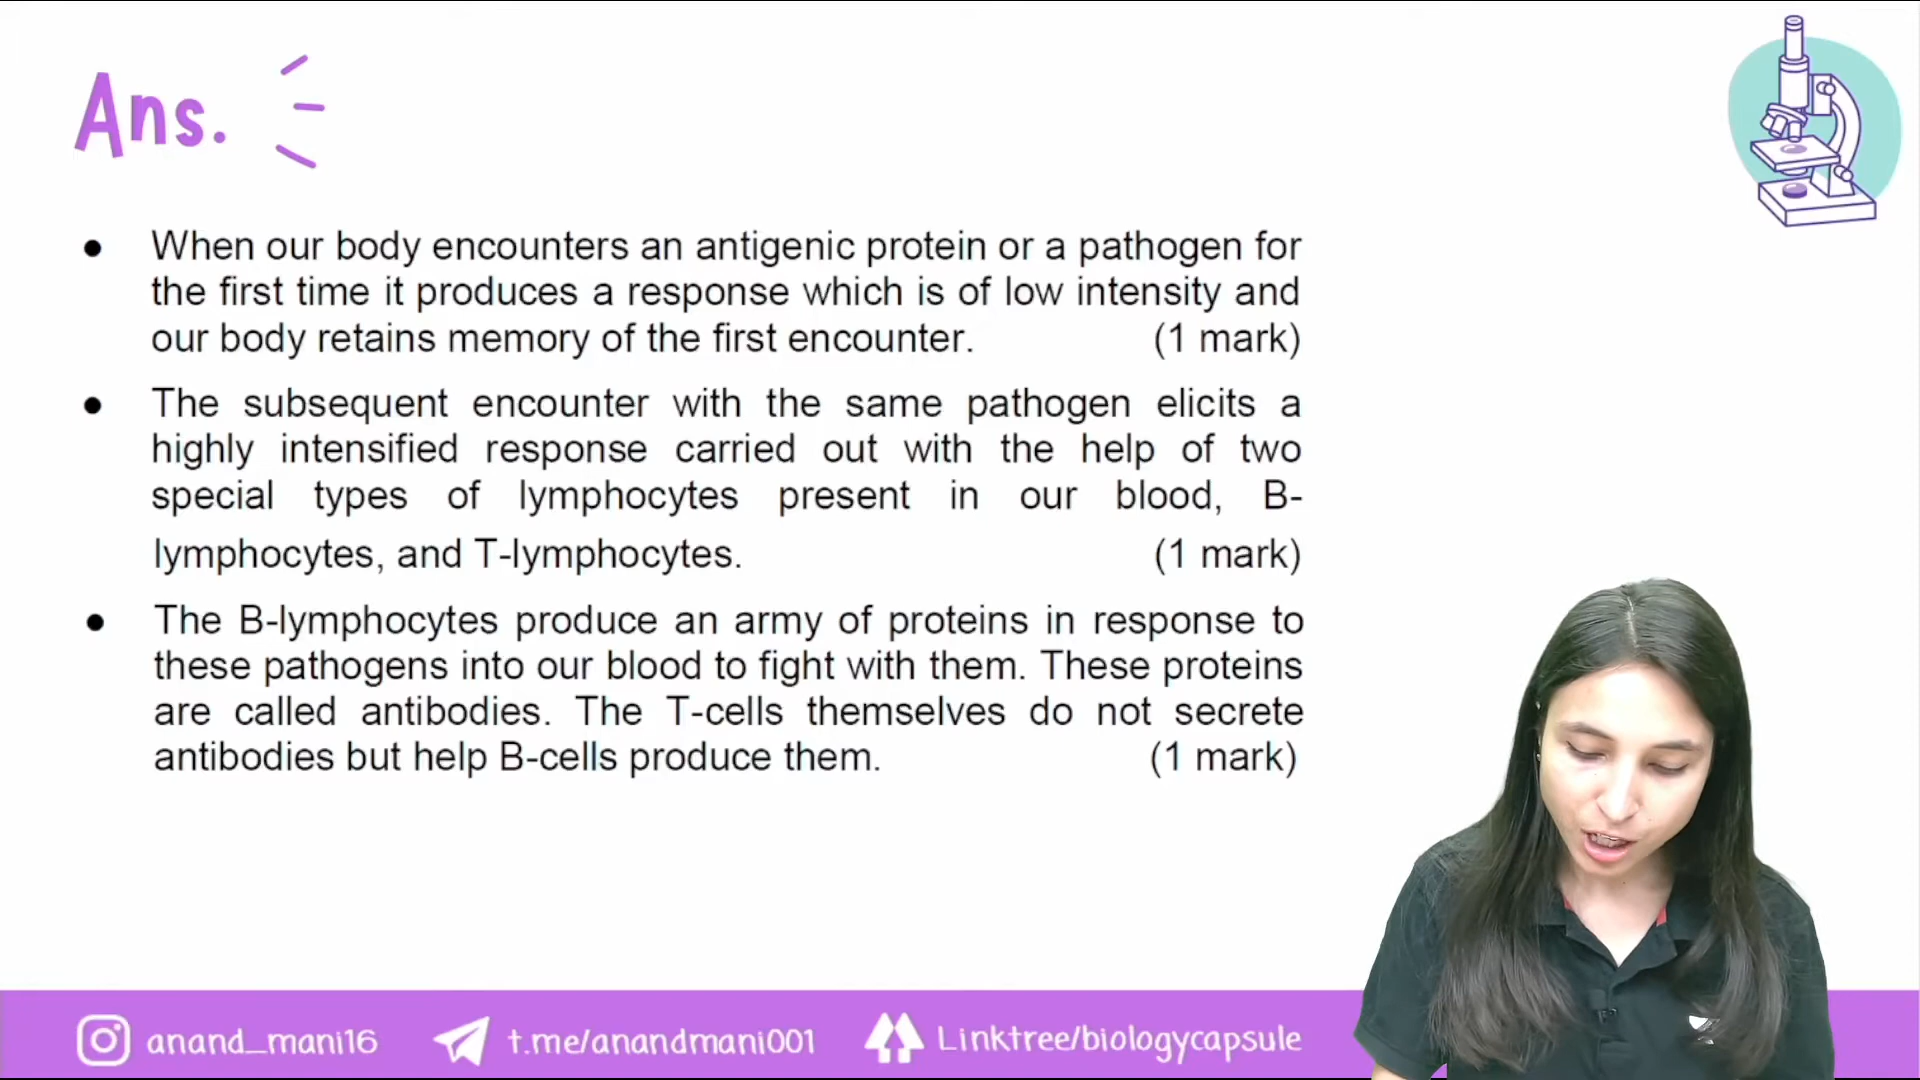 Ans.
● When our body encounters an antigenic protein or a pathogen for
the first time it produces a response which is of low intensity and
our body retains memory of the first encounter. (1 mark)
● The subsequent encounter with the same pathogen elicits a
highly intensified response carried out with the help of two
special types of lymphocytes present in our blood, B-
lymphocytes, and T-lymphocytes. (1 mark)
● The B-lymphocytes produce an army of proteins in response to
these pathogens into our blood to fight with them. These proteins
are called antibodies. The T-cells themselves do not secrete
antibodies but help B-cells produce them. (1 mark)
anand_mani16 t.me/anandmani001 Linktree/biologycapsule